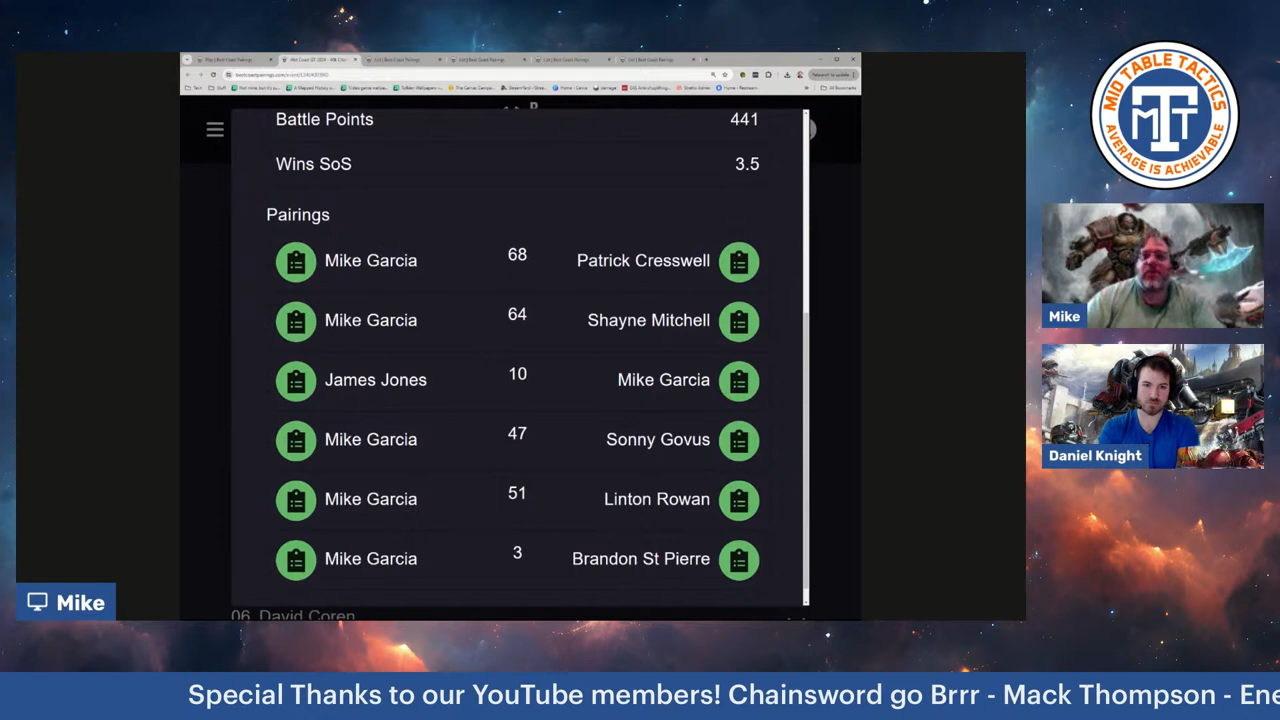 Battle Points 441
Wins SoS 3.5
Pairings
Mike Garcia 68 Patrick Cresswell
Mike Garcia 64 Shayne Mitchell
James Jones 10 Mike Garcia
Mike Garcia 47 Sonny Govus
Mike Garcia 51 Linton Rowan
Mike Garcia 3 Brandon St Pierre
06. David Coren
Mike
MID TABLE TACTICS
MTT
AVERAGE IS ACHIEVABLE
Mike
Daniel Knight
Special Thanks to our YouTube members! Chainsword go Brrr - Mack Thompson - Ene